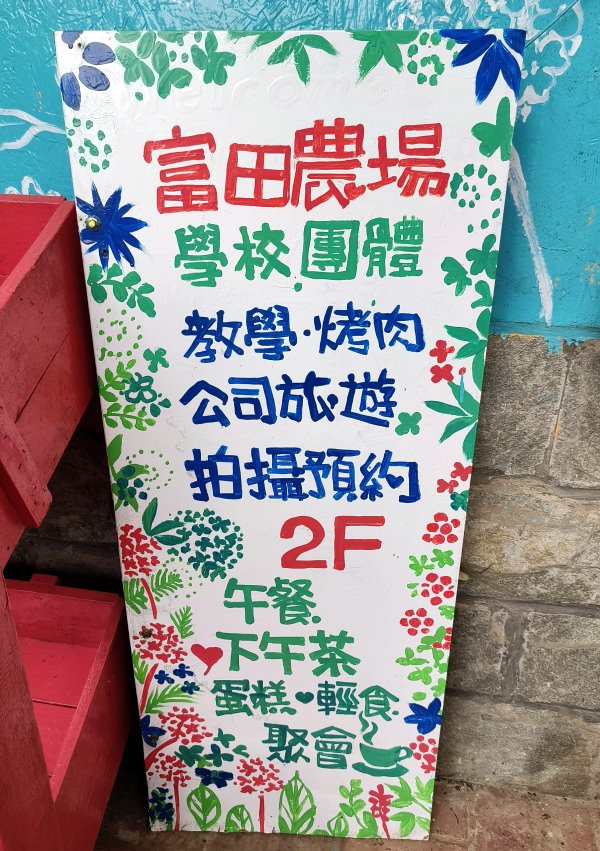 Welcome
富田農場
學校團體
教學·烤肉
公司旅·遊
拍攝預約
2F
午餐.
下午茶
蛋糕·輕食.
聚會